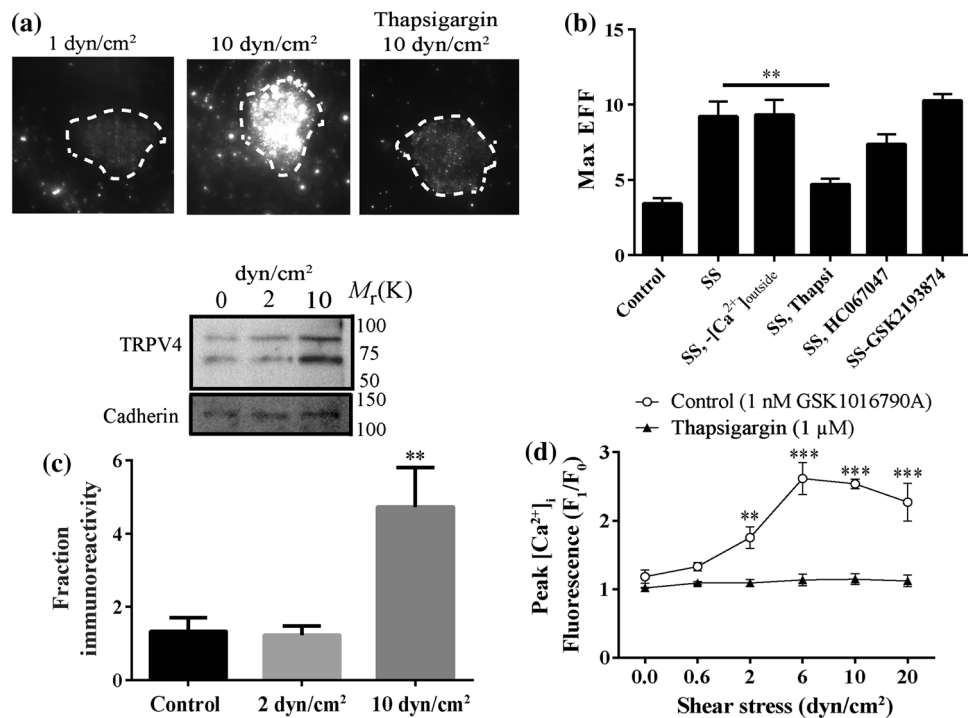 (a)
1 dyn/cm²
10 dyn/cm²
Thapsigargin
10 dyn/cm²
(b)
Max EFF
15
10
5
0
Control
SS
SS, -[Ca²⁺]outside
SS, Thapsi
SS, HC067047
SS-GSK2193874
**
dyn/cm²
0 2 10 Mr(K)
TRPV4
100
75
50
Cadherin
150
100
(c)
Fraction
immunoreactivity
6
4
2
0
**
Control
2 dyn/cm²
10 dyn/cm²
(d)
Control (1 nM GSK1016790A)
Thapsigargin (1 μM)
Peak [Ca²⁺]i
Fluorescence (F1/F0)
3
2
1
0
**
***
***
***
0.0 0.6 2 6 10 20
Shear stress (dyn/cm²)